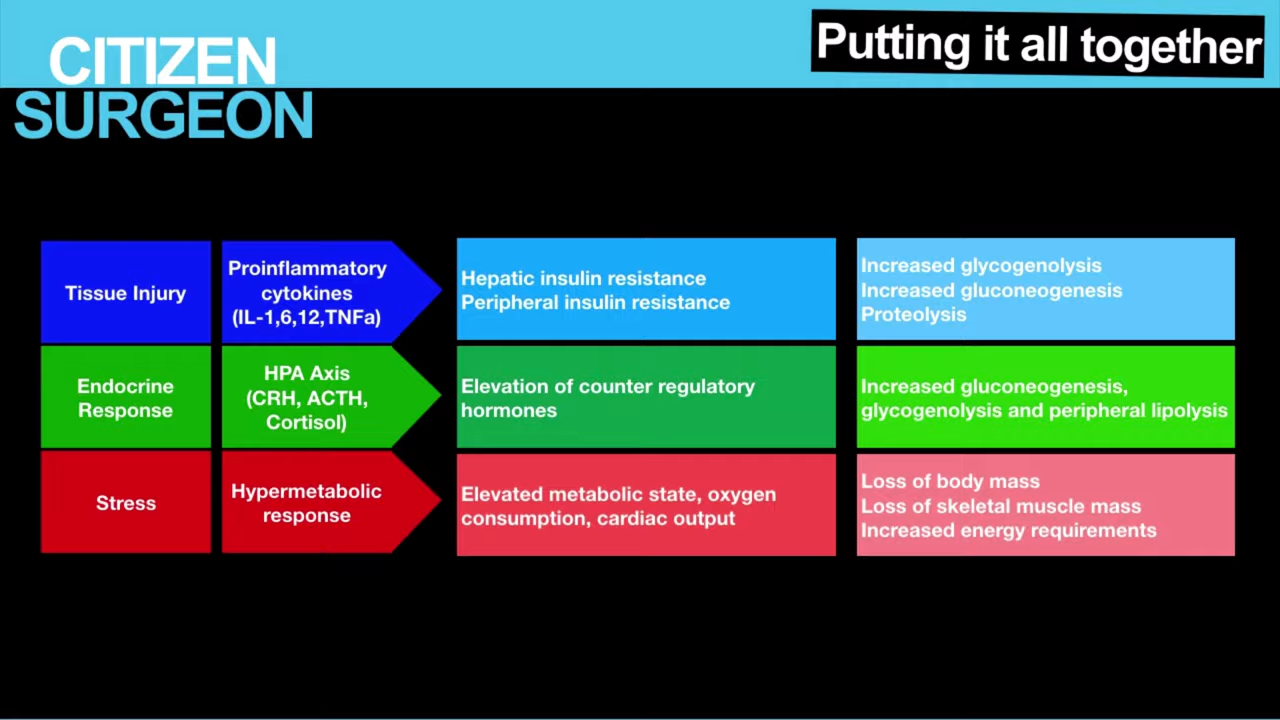 CITIZEN
SURGEON
Putting it all together
Tissue Injury
Proinflammatory
cytokines
(IL-1,6,12,TNFa)
Hepatic insulin resistance
Peripheral insulin resistance
Increased glycogenolysis
Increased gluconeogenesis
Proteolysis
Endocrine
Response
HPA Axis
(CRH, ACTH,
Cortisol)
Elevation of counter regulatory
hormones
Increased gluconeogenesis,
glycogenolysis and peripheral lipolysis
Stress
Hypermetabolic
response
Elevated metabolic state, oxygen
consumption, cardiac output
Loss of body mass
Loss of skeletal muscle mass
Increased energy requirements